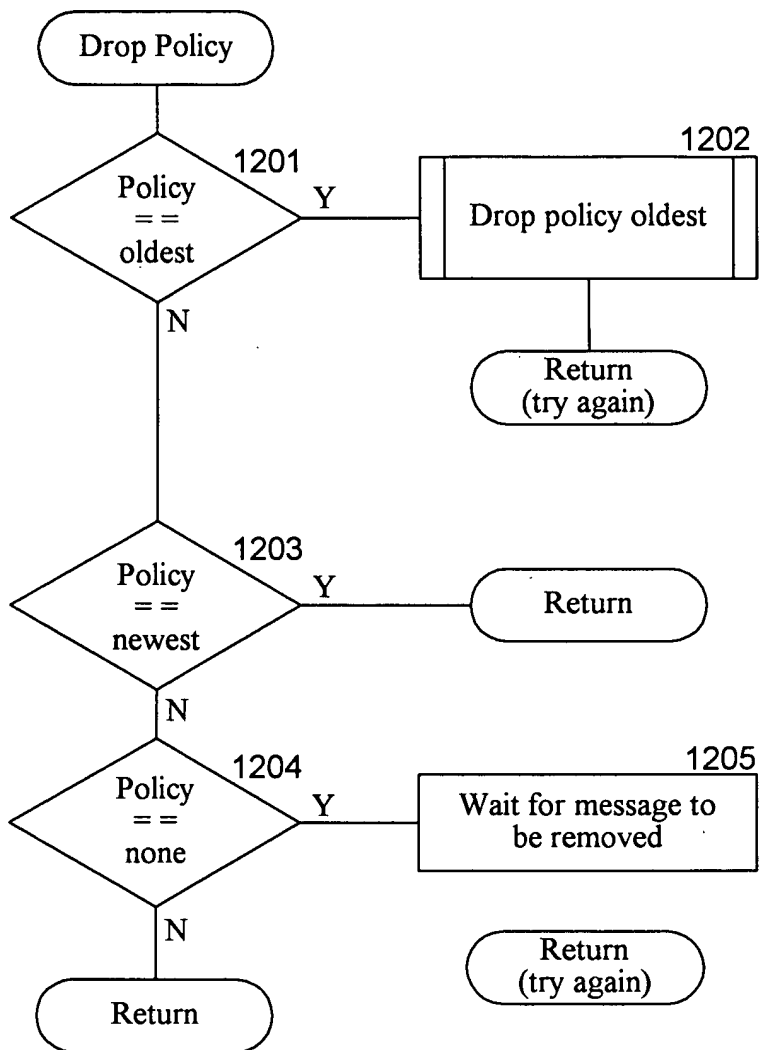 Drop Policy
1201
Policy
==
oldest
Y
N
1202
Drop policy oldest
Return
(try again)
1203
Policy
==
newest
Y
N
Return
1204
Policy
==
none
Y
N
1205
Wait for message to
be removed
Return
(try again)
Return